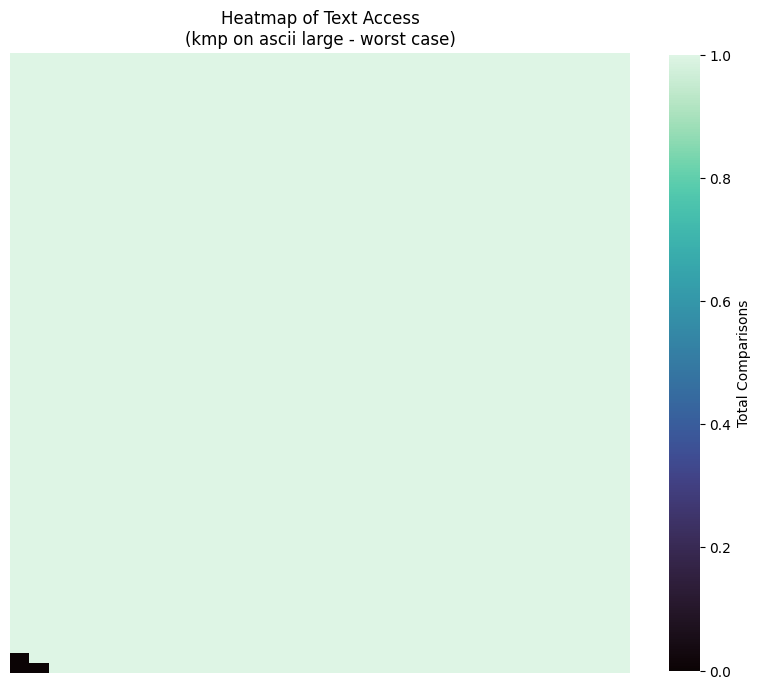 Heatmap of Text Access
(kmp on ascii large - worst case)
1.0
0.8
0.6
0.4
0.2
0.0
Total Comparisons